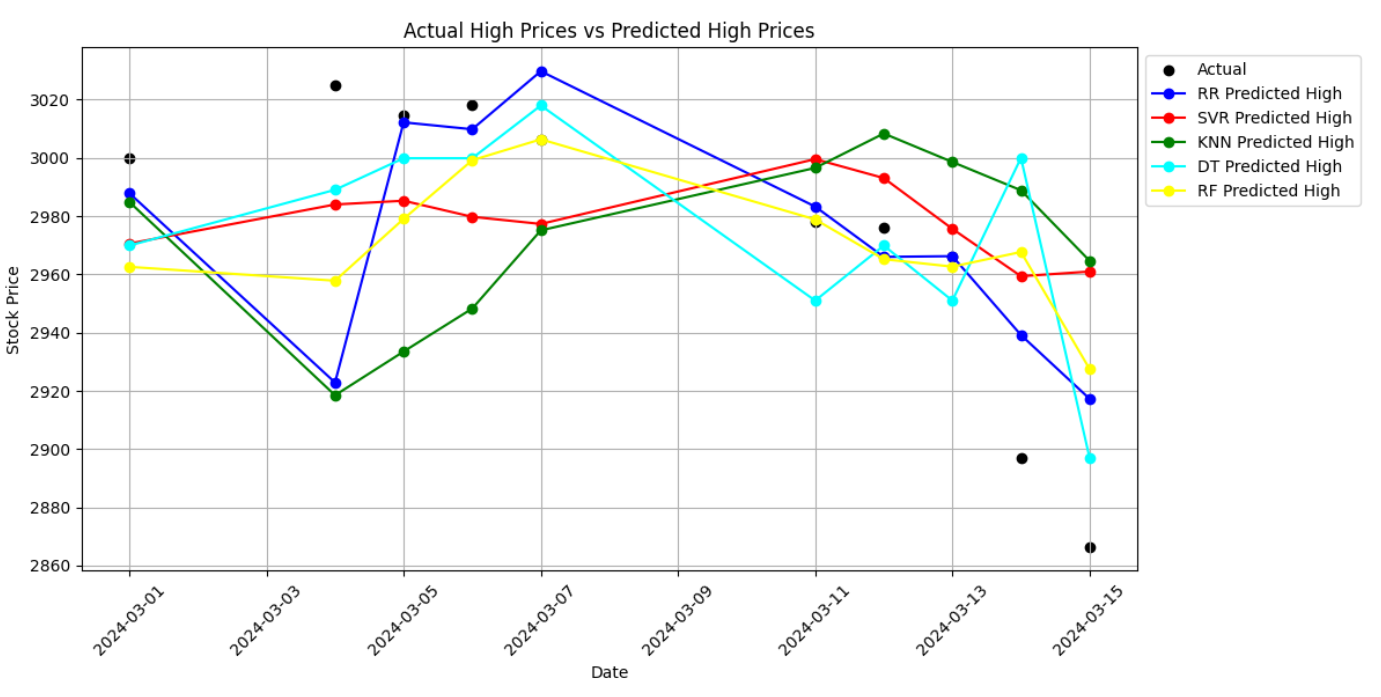 Actual High Prices vs Predicted High Prices
Actual
RR Predicted High
SVR Predicted High
KNN Predicted High
DT Predicted High
RF Predicted High
Stock Price
3020
3000
2980
2960
2940
2920
2900
2880
2860
2024-03-01
2024-03-03
2024-03-05
2024-03-07
2024-03-09
2024-03-11
2024-03-13
2024-03-15
Date